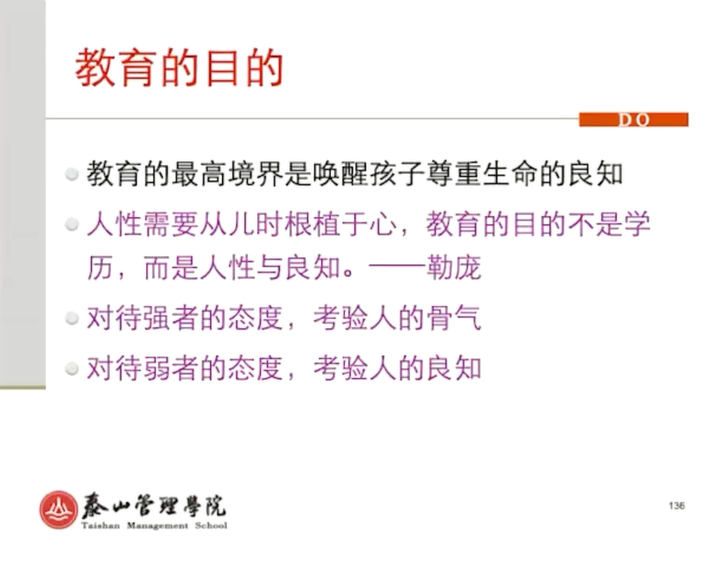 教育的目的
DO
教育的最高境界是唤醒孩子尊重生命的良知
人性需要从儿时根植于心，教育的目的不是学
历，而是人性与良知。——勒庞
对待强者的态度，考验人的骨气
对待弱者的态度，考验人的良知
泰山管理學院
Taishan Management School
136